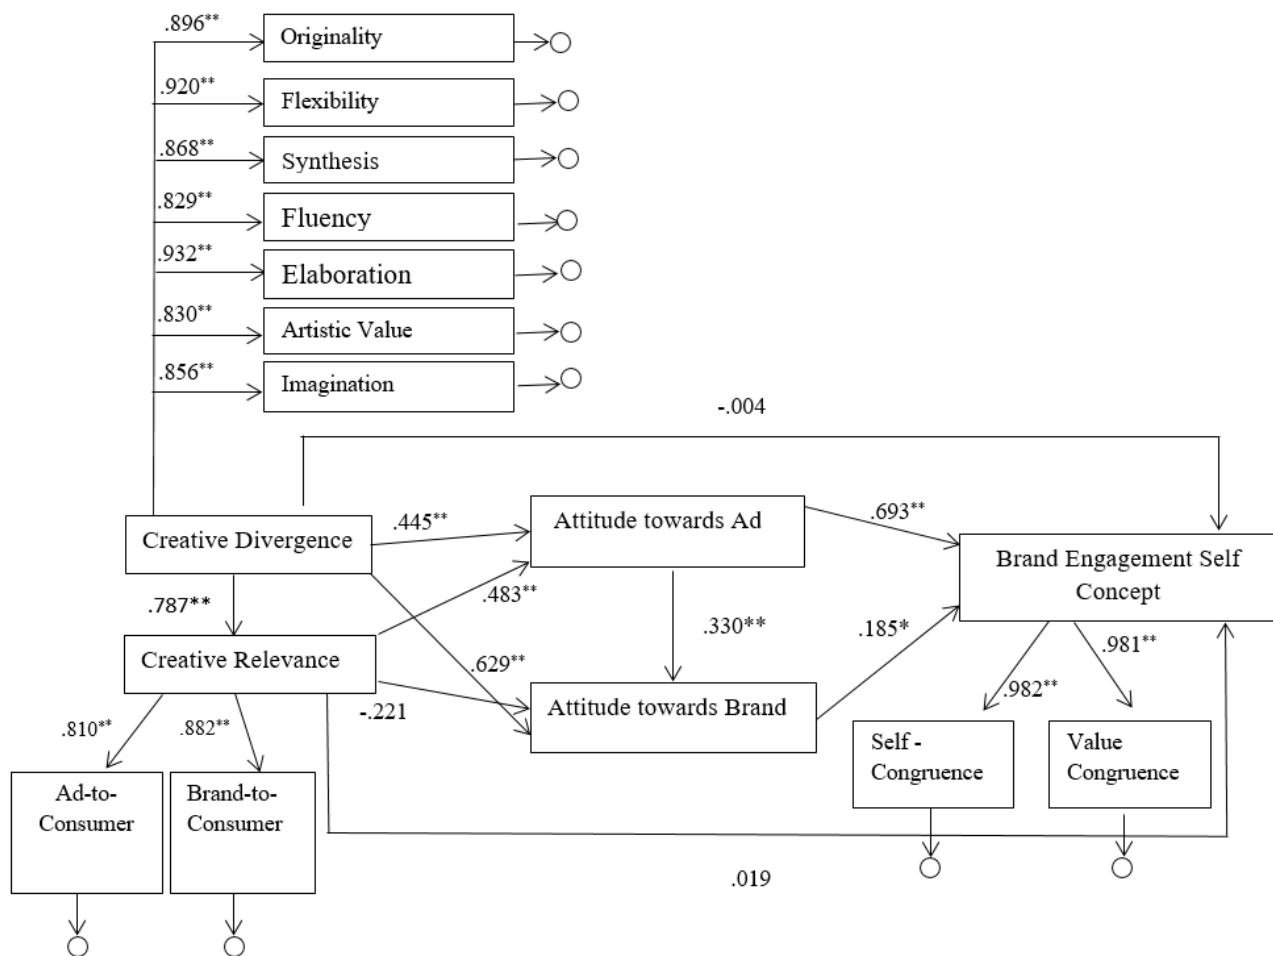 .896**
Originality
.920**
Flexibility
.868**
Synthesis
.829**
Fluency
.932**
Elaboration
.830**
Artistic Value
.856**
Imagination
-.004
Creative Divergence
.445**
Attitude towards Ad
.693**
Brand Engagement Self
Concept
.787**
.483**
.330**
.185*
.981**
Creative Relevance
.629**
-.221
Attitude towards Brand
.982**
.810**
.882**
Self -
Congruence
Value
Congruence
Ad-to-
Consumer
Brand-to-
Consumer
.019